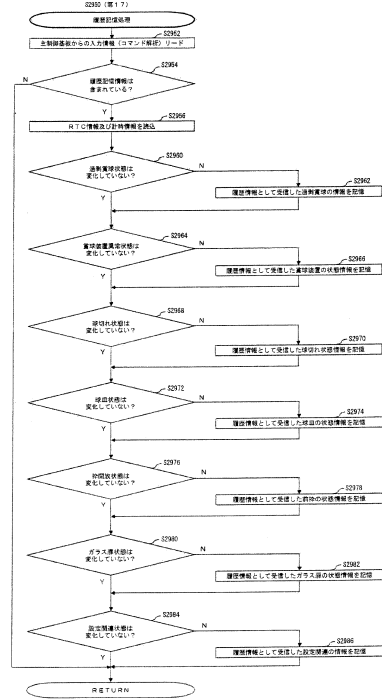 S2950（第17）
履歴記憶処理
S2952
主制御基板からの入力情報（コマンド解析）リード
S2954
履歴記憶情報は
含まれている？
N
Y
S2956
RTC情報及び計時情報を読込
S2960
過剰賞球状態は
変化していない？
N
Y
S2962
履歴情報として受信した過剰賞球の情報を記憶
S2964
賞球装置異常状態は
変化していない？
N
Y
S2966
履歴情報として受信した賞球装置の状態情報を記憶
S2968
球切れ状態は
変化していない？
N
Y
S2970
履歴情報として受信した球切れ状態情報を記憶
S2972
球皿状態は
変化していない？
N
Y
S2974
履歴情報として受信した球皿の状態情報を記憶
S2976
枠開放状態は
変化していない？
N
Y
S2978
履歴情報として受信した前枠の状態情報を記憶
S2980
ガラス扉状態は
変化していない？
N
Y
S2982
履歴情報として受信したガラス扉の状態情報を記憶
S2984
設定関連状態は
変化していない？
N
Y
S2986
履歴情報として受信した設定関連の情報を記憶
RETURN